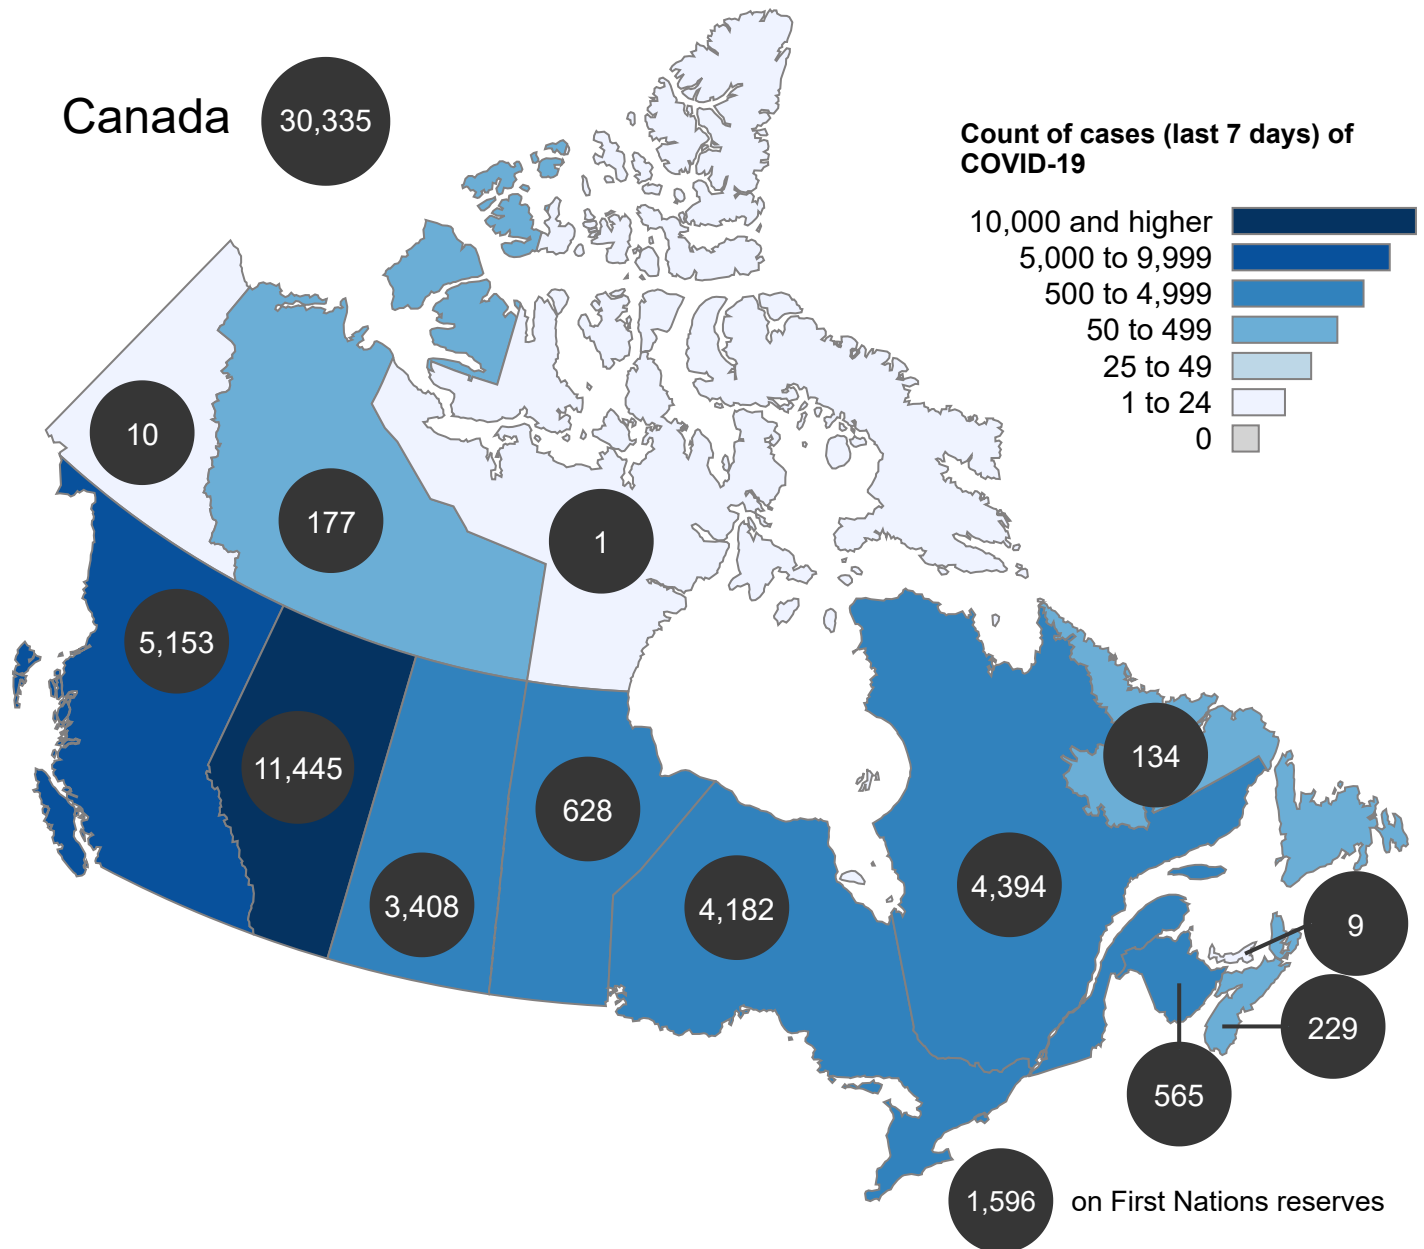 Canada
30,335
Count of cases (last 7 days) of
COVID-19
10,000 and higher
5,000 to 9,999
500 to 4,999
50 to 499
25 to 49
1 to 24
0
10
177
1
5,153
11,445
3,408
628
4,182
4,394
134
9
229
565
1,596
on First Nations reserves